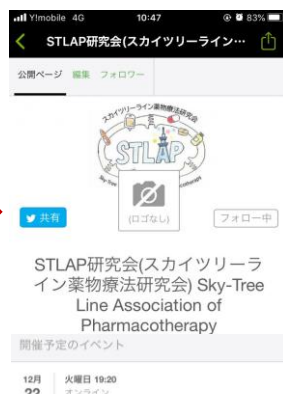 Y!mobile 4G 10:47 83%
STLAP研究会(スカイツリーライン…
公開ページ 編集 フォロワー
スカイツリーライン薬物療法研究会
STLAP
共有
(ロゴなし)
フォロー中
STLAP研究会(スカイツリーラ
イン薬物療法研究会) Sky-Tree
Line Association of
Pharmacotherapy
開催予定のイベント
12月 火曜日 19:20
22 オンライン